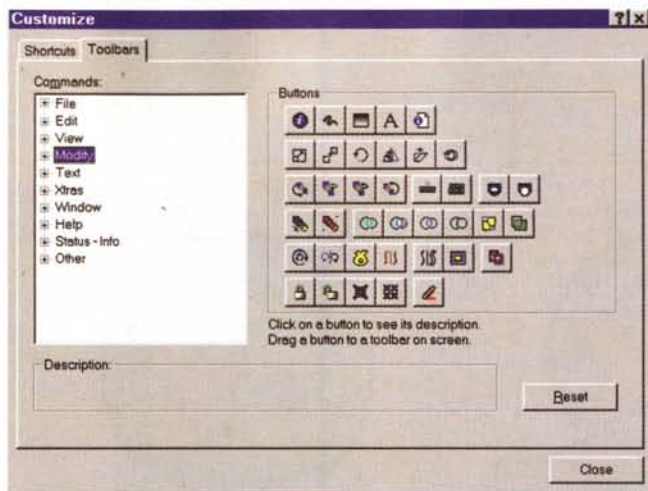 Customize
Shortcuts Toolbars
Commands:
File
Edit
View
Modify
Text
Xtras
Window
Help
Status - Info
Other
Buttons
Click on a button to see its description.
Drag a button to a toolbar on screen.
Description:
Reset
Close